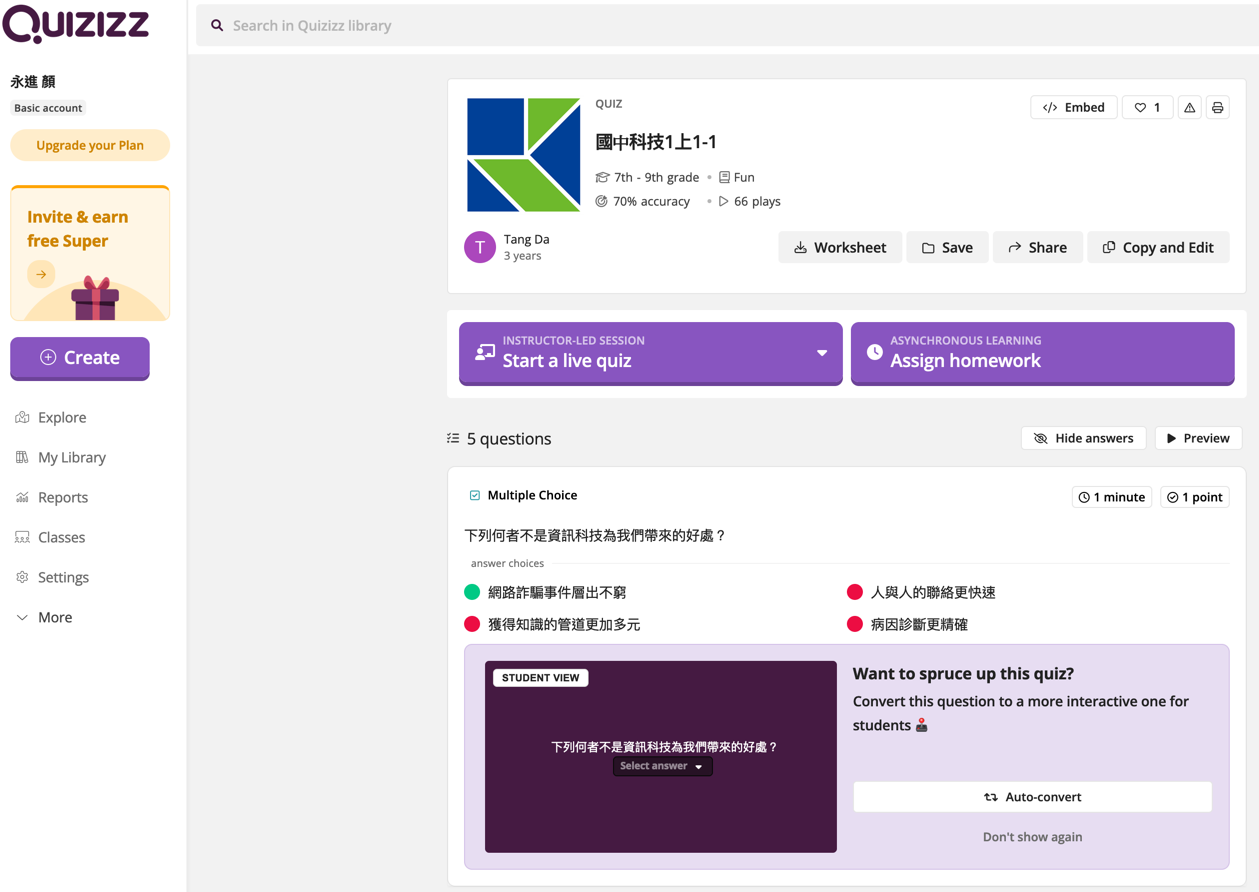 QUIZIZZ
Search in Quizizz library
永進 顏
Basic account
Upgrade your Plan
Invite & earn
free Super
Create
Explore
My Library
Reports
Classes
Settings
More
QUIZ
Embed
1
國中科技1上1-1
7th - 9th grade • Fun
70% accuracy • 66 plays
T
Tang Da
3 years
Worksheet
Save
Share
Copy and Edit
INSTRUCTOR-LED SESSION
Start a live quiz
ASYNCHRONOUS LEARNING
Assign homework
5 questions
Hide answers
Preview
Multiple Choice
1 minute
1 point
下列何者不是資訊科技為我們帶來的好處？
answer choices
網路詐騙事件層出不窮
人與人的聯絡更快速
獲得知識的管道更加多元
病因診斷更精確
STUDENT VIEW
下列何者不是資訊科技為我們帶來的好處？
Select answer
Want to spruce up this quiz?
Convert this question to a more interactive one for
students 🕹️
Auto-convert
Don't show again